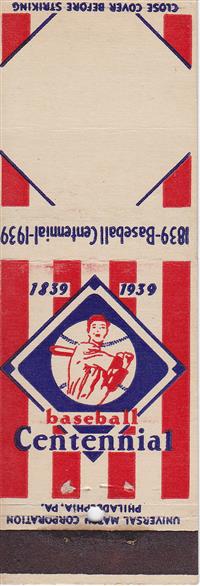 CLOSE COVER BEFORE STRIKING
1839-Baseball Centennial-1939
1839 1939
baseball
Centennial
UNIVERSAL MATCH CORPORATION
PHILADELPHIA, PA.